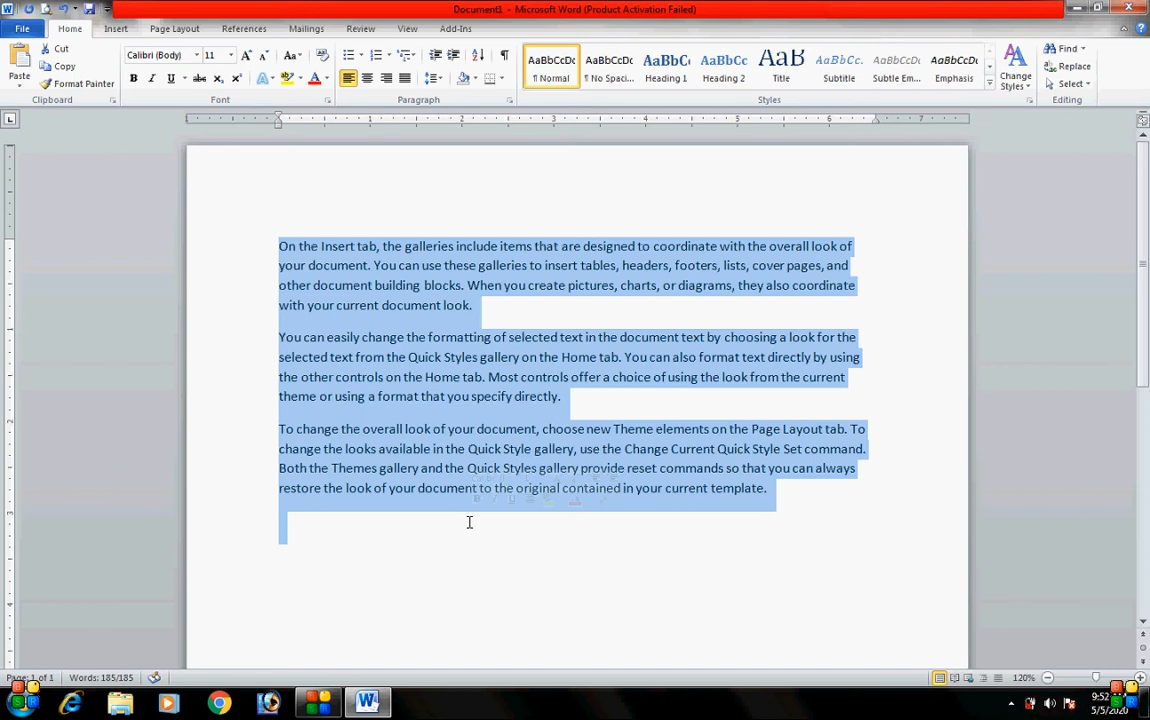 Document1 - Microsoft Word (Product Activation Failed)
File Home Insert Page Layout References Mailings Review View Add-Ins
Paste
Cut
Copy
Format Painter
Clipboard
Calibri (Body) 11
Font
Paragraph
AaBbCcDc AaBbCcDc AaBbC AaBbCc AaB AaBbCc. AaBbCcDc AaBbCcDc
¶ Normal ¶ No Spaci... Heading 1 Heading 2 Title Subtitle Subtle Em... Emphasis
Styles
Change Styles
Find
Replace
Select
Editing
1 1 2 3 4 5 6 7
On the Insert tab, the galleries include items that are designed to coordinate with the overall look of
your document. You can use these galleries to insert tables, headers, footers, lists, cover pages, and
other document building blocks. When you create pictures, charts, or diagrams, they also coordinate
with your current document look.
You can easily change the formatting of selected text in the document text by choosing a look for the
selected text from the Quick Styles gallery on the Home tab. You can also format text directly by using
the other controls on the Home tab. Most controls offer a choice of using the look from the current
theme or using a format that you specify directly.
To change the overall look of your document, choose new Theme elements on the Page Layout tab. To
change the looks available in the Quick Style gallery, use the Change Current Quick Style Set command.
Both the Themes gallery and the Quick Styles gallery provide reset commands so that you can always
restore the look of your document to the original contained in your current template.
Page: 1 of 1 Words: 185/185 120%
9:52
5/5/2020